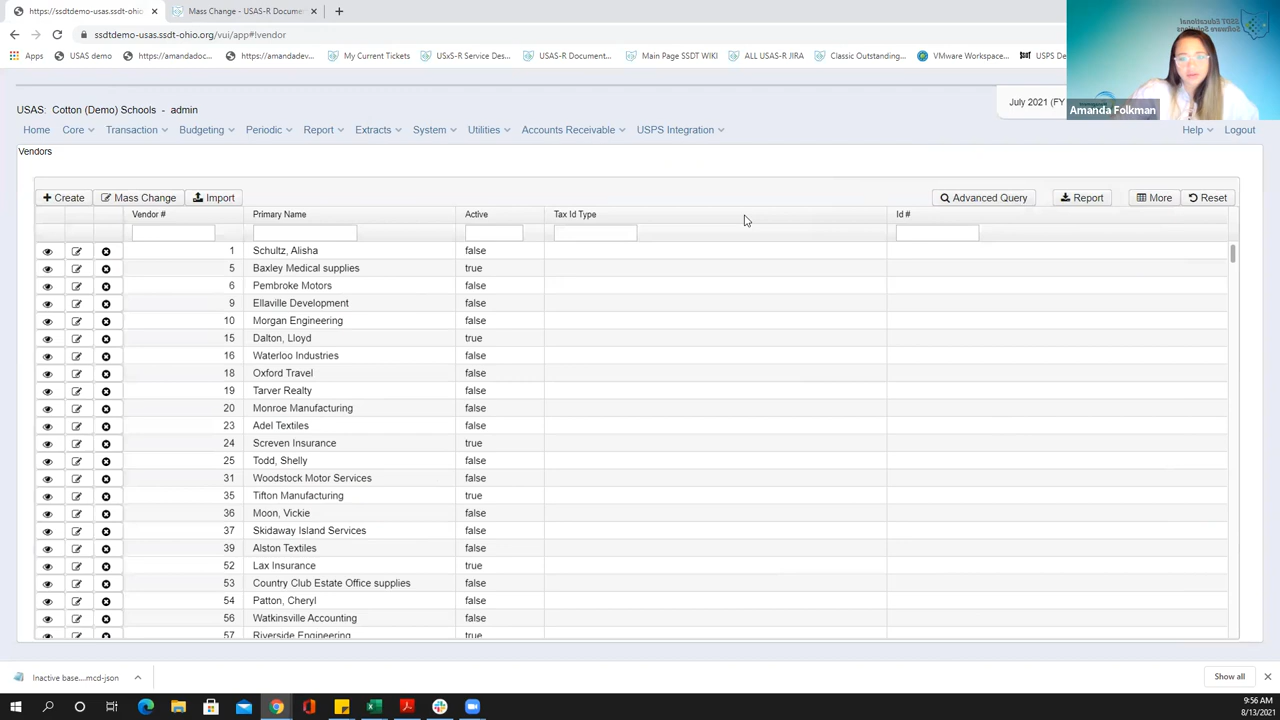 https://ssdtdemo-usas.ssdt-ohio
Mass Change - USAS-R Documen
ssdtdemo-usas.ssdt-ohio.org/vui/app#!vendor
Apps USAS demo https://amandadoc... https://amandadev... My Current Tickets USxS Service Des... USAS-R Document... Main Page SSDT WIKI ALL USAS-R JIRA Classic Outstanding... VMware Workspace... USPS De
SSDT
Educational
Software
Solutions
Amanda Folkman
July 2021 (FY
USAS: Cotton (Demo) Schools - admin
Home Core Transaction Budgeting Periodic Report Extracts System Utilities Accounts Receivable USPS Integration Help Logout
Vendors
Create Mass Change Import Advanced Query Report More Reset
Vendor # Primary Name Active Tax Id Type Id #
1 Schultz, Alisha false
5 Baxley Medical supplies true
6 Pembroke Motors false
9 Ellaville Development false
10 Morgan Engineering false
15 Dalton, Lloyd true
16 Waterloo Industries false
18 Oxford Travel false
19 Tarver Realty false
20 Monroe Manufacturing false
23 Adel Textiles false
24 Screven Insurance true
25 Todd, Shelly false
31 Woodstock Motor Services false
35 Tifton Manufacturing true
36 Moon, Vickie false
37 Skidaway Island Services false
39 Alston Textiles false
52 Lax Insurance true
53 Country Club Estate Office supplies false
54 Patton, Cheryl false
56 Watkinsville Accounting false
57 Riverside Engineering true
Inactive base....mcd-json Show all
9:56 AM
8/13/2021